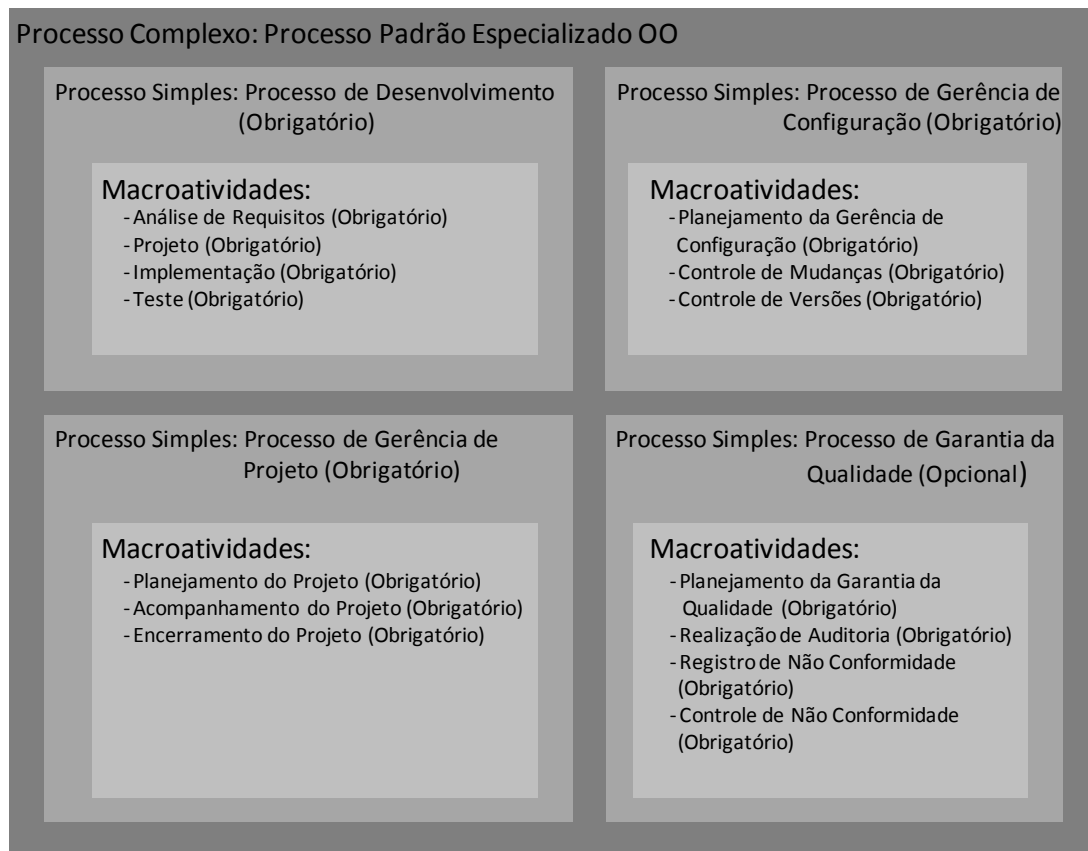 Processo Complexo: Processo Padrão Especializado OO
Processo Simples: Processo de Desenvolvimento
(Obrigatório)
Macroatividades:
- Análise de Requisitos (Obrigatório)
- Projeto (Obrigatório)
- Implementação (Obrigatório)
- Teste (Obrigatório)
Processo Simples: Processo de Gerência de
Configuração (Obrigatório)
Macroatividades:
- Planejamento da Gerência de
Configuração (Obrigatório)
- Controle de Mudanças (Obrigatório)
- Controle de Versões (Obrigatório)
Processo Simples: Processo de Gerência de
Projeto (Obrigatório)
Macroatividades:
- Planejamento do Projeto (Obrigatório)
- Acompanhamento do Projeto (Obrigatório)
- Encerramento do Projeto (Obrigatório)
Processo Simples: Processo de Garantia da
Qualidade (Opcional)
Macroatividades:
- Planejamento da Garantia da
Qualidade (Obrigatório)
- Realização de Auditoria (Obrigatório)
- Registro de Não Conformidade
(Obrigatório)
- Controle de Não Conformidade
(Obrigatório)